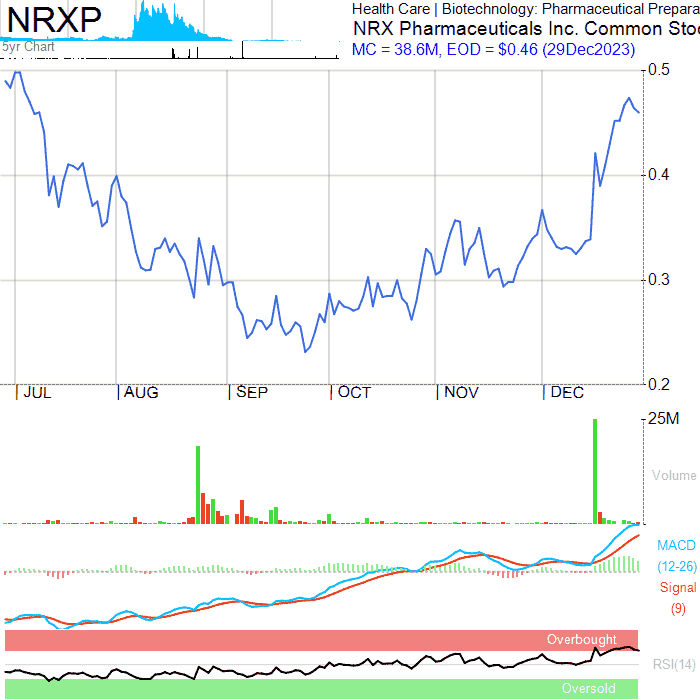 NRXP
5yr Chart
Health Care | Biotechnology: Pharmaceutical Prepara
NRX Pharmaceuticals Inc. Common Stoc
MC = 38.6M, EOD = $0.46 (29Dec2023)
0.5
0.4
0.3
0.2
JUL AUG SEP OCT NOV DEC
25M
Volume
MACD
(12-26)
Signal
(9)
Overbought
RSI(14)
Oversold